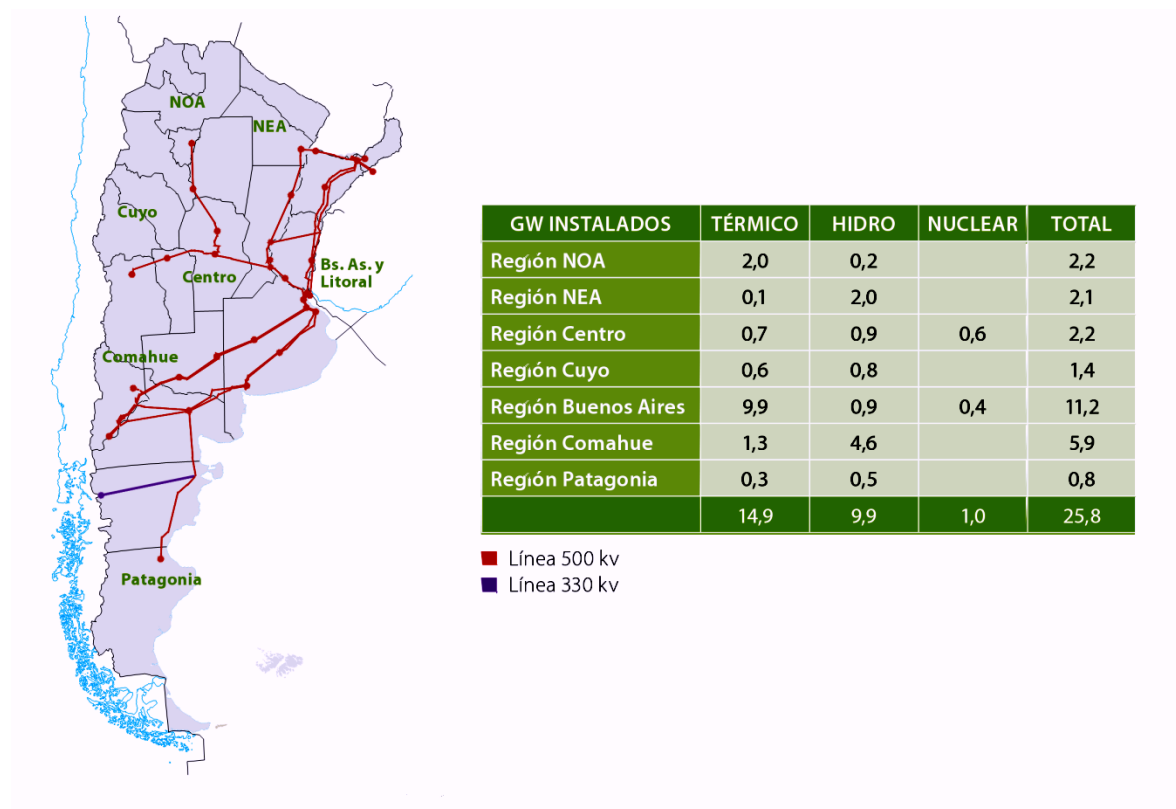 NOA
NEA
Cuyo
Bs. As. y
Litoral
Centro
Comahue
Patagonia
GW INSTALADOS TÉRMICO HIDRO NUCLEAR TOTAL
Región NOA 2,0 0,2 2,2
Región NEA 0,1 2,0 2,1
Región Centro 0,7 0,9 0,6 2,2
Región Cuyo 0,6 0,8 1,4
Región Buenos Aires 9,9 0,9 0,4 11,2
Región Comahue 1,3 4,6 5,9
Región Patagonia 0,3 0,5 0,8
14,9 9,9 1,0 25,8
Línea 500 kv
Línea 330 kv